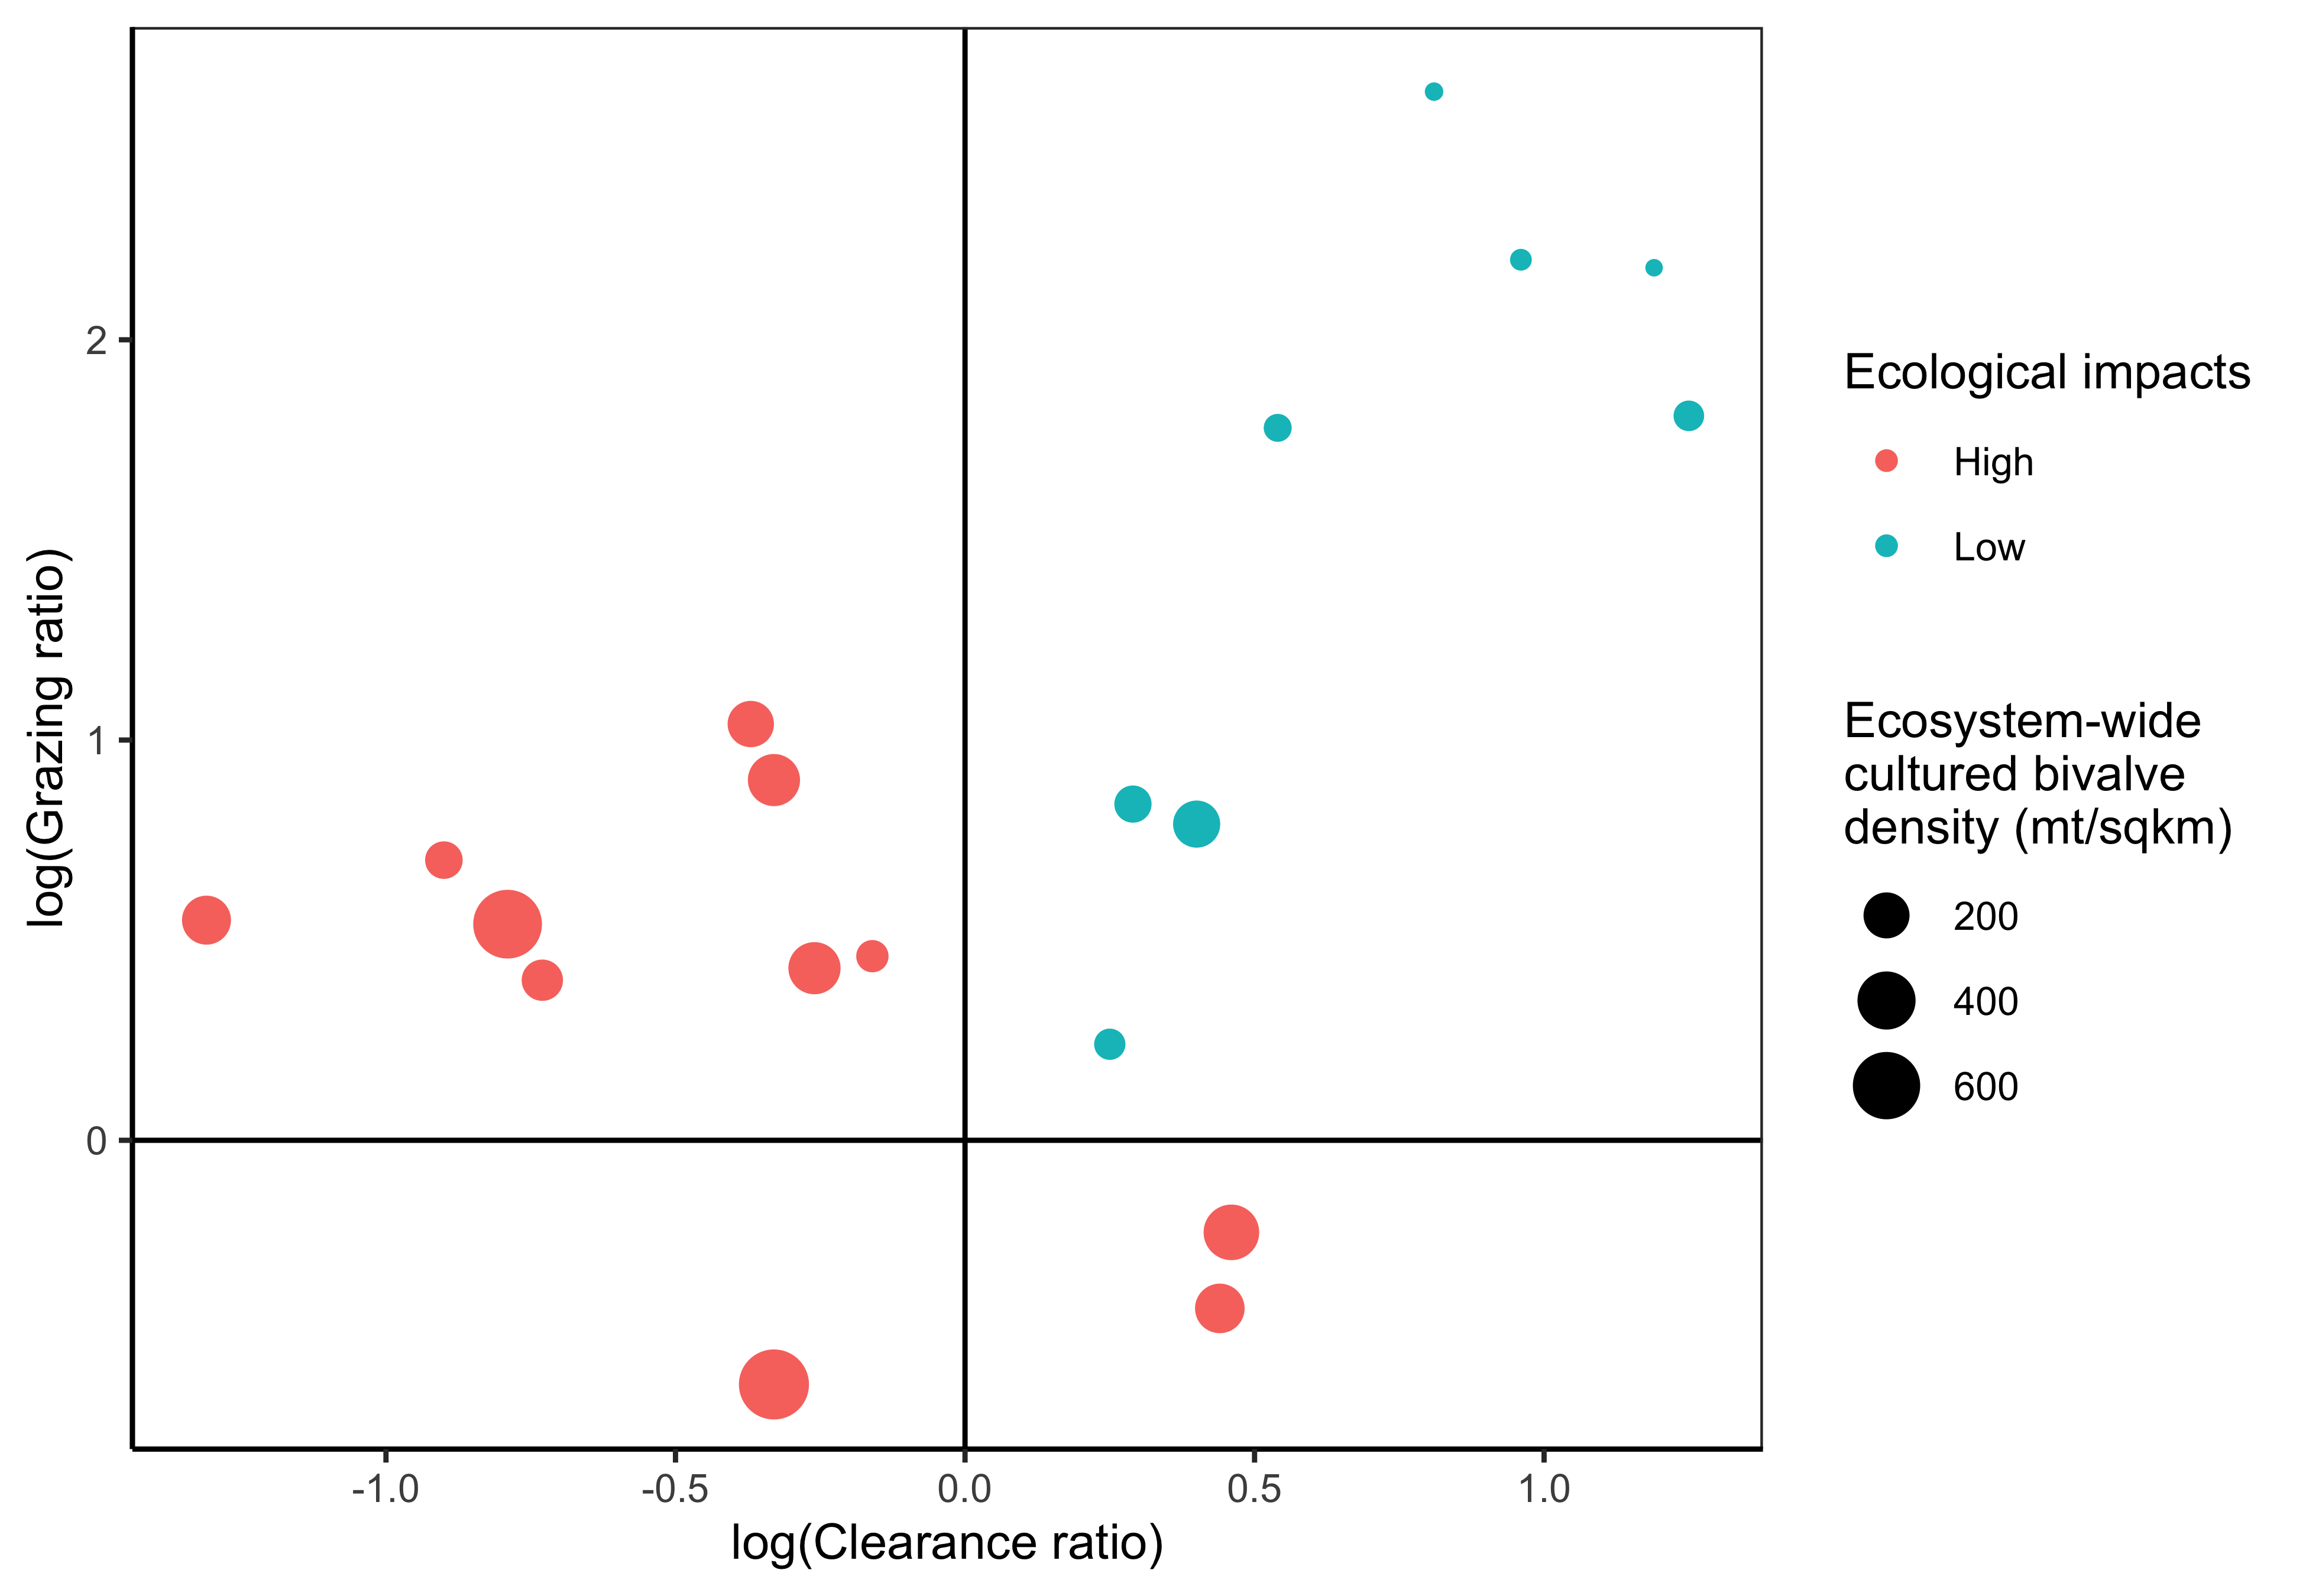 2
1
0
log(Grazing ratio)
-1.0
-0.5
0.0
0.5
1.0
log(Clearance ratio)
Ecological impacts
High
Low
Ecosystem-wide
cultured bivalve
density (mt/sqkm)
200
400
600